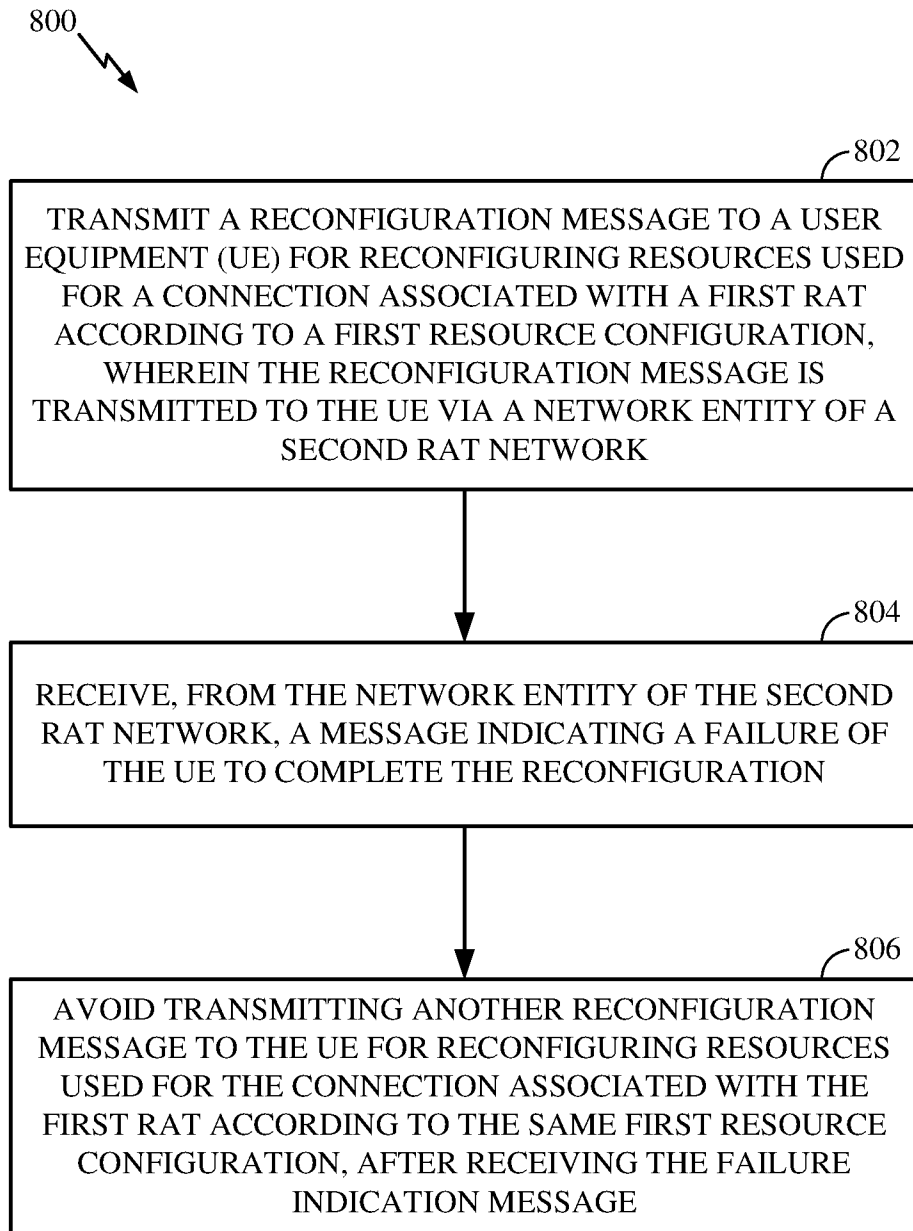 800
802
TRANSMIT A RECONFIGURATION MESSAGE TO A USER
EQUIPMENT (UE) FOR RECONFIGURING RESOURCES USED
FOR A CONNECTION ASSOCIATED WITH A FIRST RAT
ACCORDING TO A FIRST RESOURCE CONFIGURATION,
WHEREIN THE RECONFIGURATION MESSAGE IS
TRANSMITTED TO THE UE VIA A NETWORK ENTITY OF A
SECOND RAT NETWORK
804
RECEIVE, FROM THE NETWORK ENTITY OF THE SECOND
RAT NETWORK, A MESSAGE INDICATING A FAILURE OF
THE UE TO COMPLETE THE RECONFIGURATION
806
AVOID TRANSMITTING ANOTHER RECONFIGURATION
MESSAGE TO THE UE FOR RECONFIGURING RESOURCES
USED FOR THE CONNECTION ASSOCIATED WITH THE
FIRST RAT ACCORDING TO THE SAME FIRST RESOURCE
CONFIGURATION, AFTER RECEIVING THE FAILURE
INDICATION MESSAGE